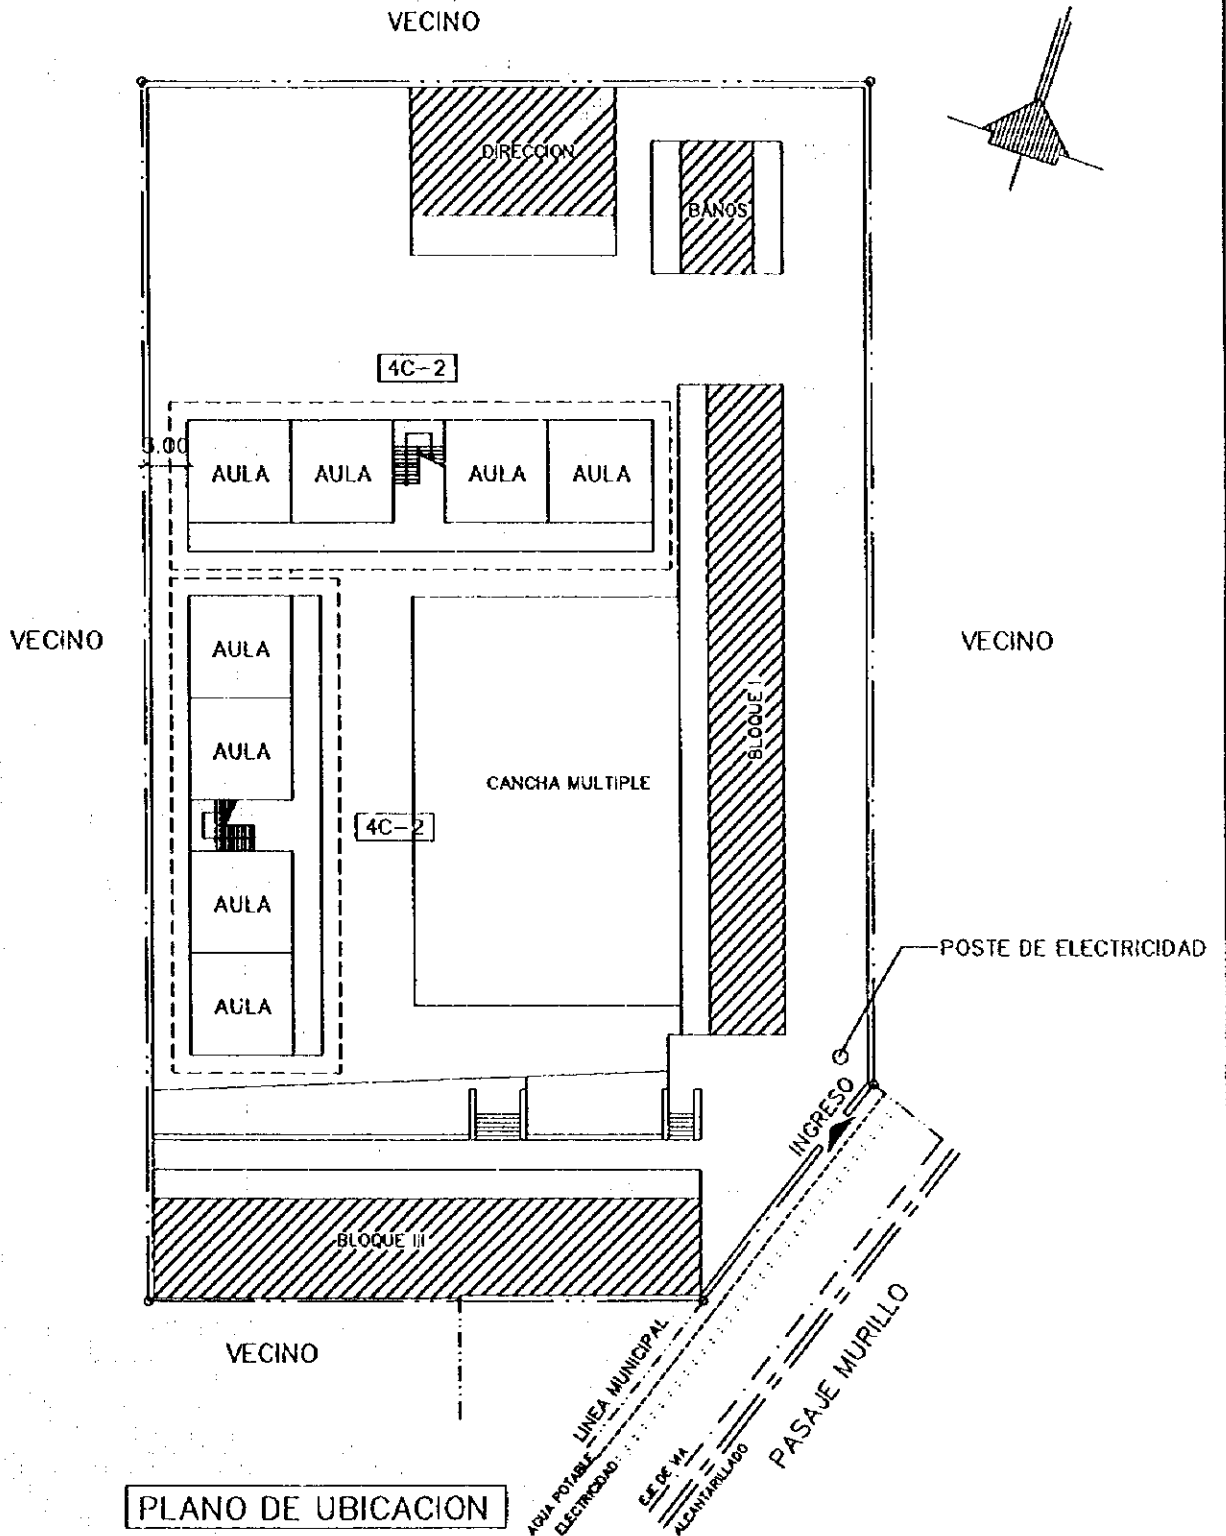 VECINO
DIRECCION
BANOS
4C-2
3.00
AULA
AULA
AULA
AULA
AULA
AULA
AULA
AULA
4C-2
CANCHA MULTIPLE
BLOQUE I
VECINO
VECINO
POSTE DE ELECTRICIDAD
INGRESO
BLOQUE III
VECINO
LINEA MUNICIPAL
AGUA POTABLE
ELECTRICIDAD
EJE DE VIA
ALCANTARILLADO
PASAJE MURILLO
PLANO DE UBICACION